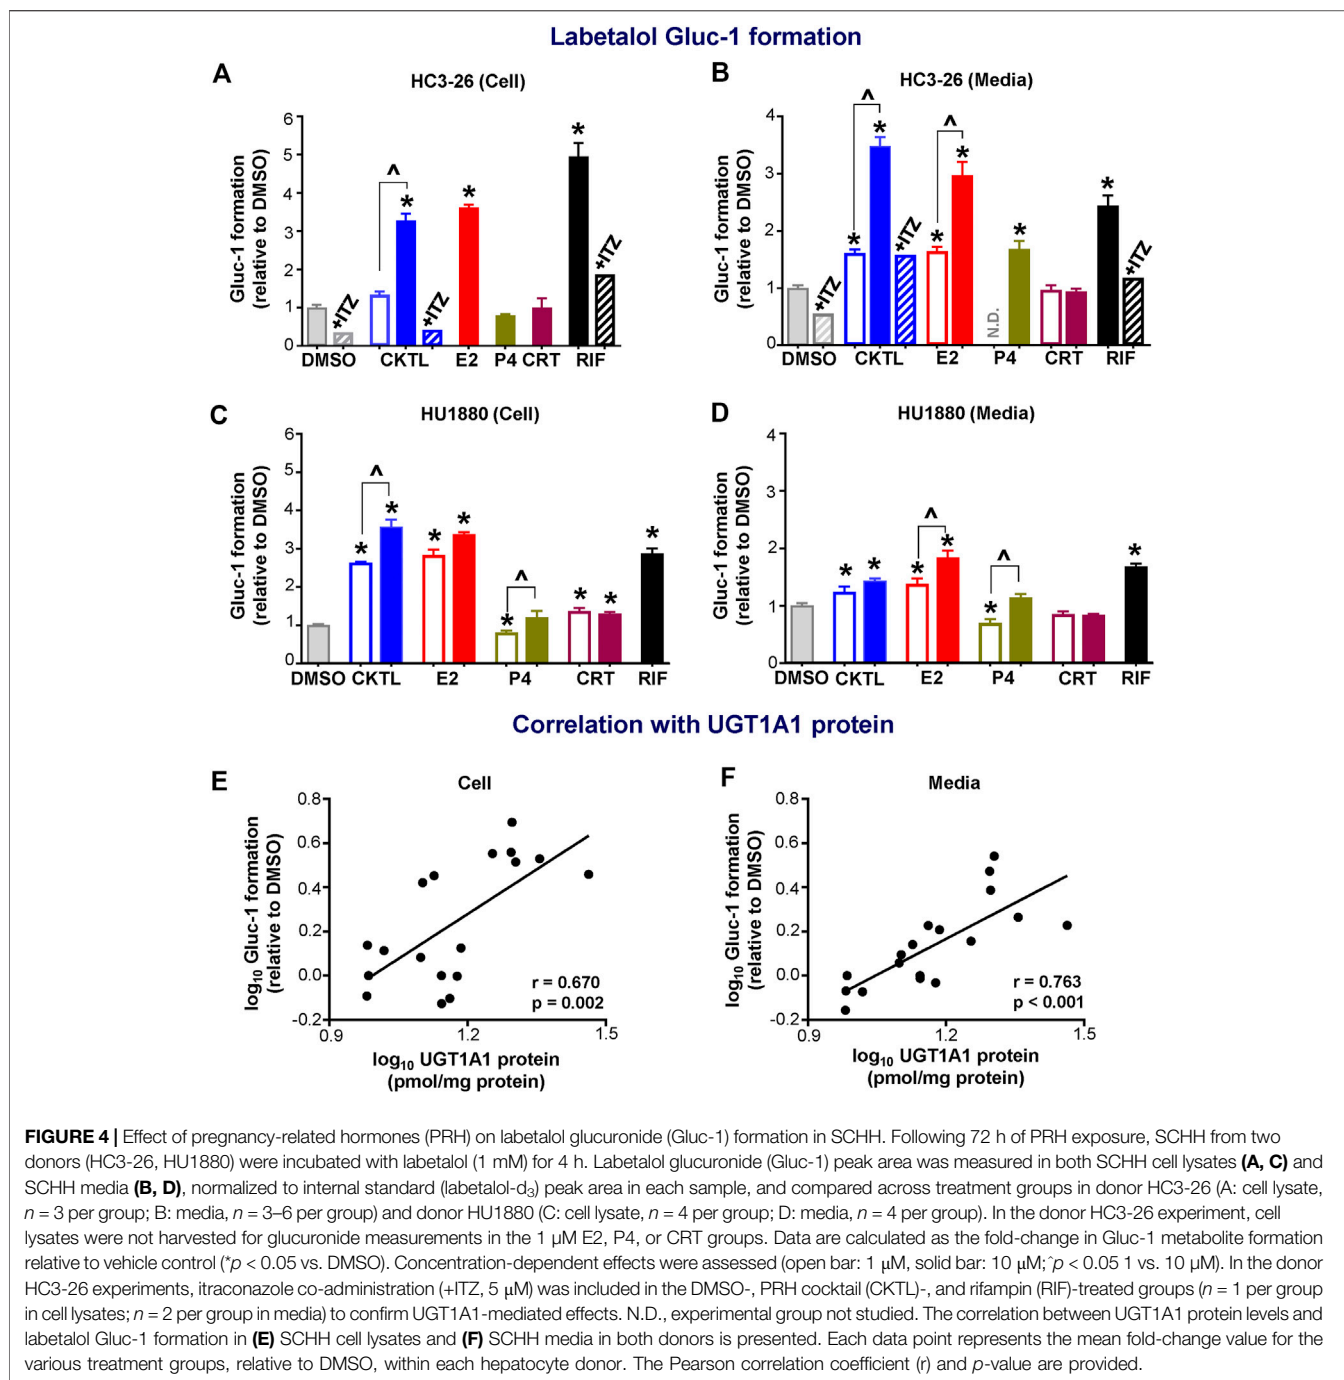 Labetalol Gluc-1 formation
A
HC3-26 (Cell)
Gluc-1 formation
(relative to DMSO)
6
5
4
3
2
1
0
^
*
*
*
+ITZ
+ITZ
+ITZ
DMSO CKTL E2 P4 CRT RIF
B
HC3-26 (Media)
Gluc-1 formation
(relative to DMSO)
4
3
2
1
0
^
^
*
*
*
*
*
*
+ITZ
+ITZ
+ITZ
N.D.
DMSO CKTL E2 P4 CRT RIF
C
HU1880 (Cell)
Gluc-1 formation
(relative to DMSO)
6
5
4
3
2
1
0
^
^
*
*
*
*
*
*
*
*
DMSO CKTL E2 P4 CRT RIF
D
HU1880 (Media)
Gluc-1 formation
(relative to DMSO)
4
3
2
1
0
^
^
*
*
*
*
*
*
DMSO CKTL E2 P4 CRT RIF
Correlation with UGT1A1 protein
E
Cell
log10 Gluc-1 formation
(relative to DMSO)
0.8
0.6
0.4
0.2
0.0
-0.2
r = 0.670
p = 0.002
0.9 1.2 1.5
log10 UGT1A1 protein
(pmol/mg protein)
F
Media
log10 Gluc-1 formation
(relative to DMSO)
0.8
0.6
0.4
0.2
0.0
-0.2
r = 0.763
p < 0.001
0.9 1.2 1.5
log10 UGT1A1 protein
(pmol/mg protein)
FIGURE 4 | Effect of pregnancy-related hormones (PRH) on labetalol glucuronide (Gluc-1) formation in SCHH. Following 72 h of PRH exposure, SCHH from two
donors (HC3-26, HU1880) were incubated with labetalol (1 mM) for 4 h. Labetalol glucuronide (Gluc-1) peak area was measured in both SCHH cell lysates (A, C) and
SCHH media (B, D), normalized to internal standard (labetalol-d3) peak area in each sample, and compared across treatment groups in donor HC3-26 (A: cell lysate,
n = 3 per group; B: media, n = 3–6 per group) and donor HU1880 (C: cell lysate, n = 4 per group; D: media, n = 4 per group). In the donor HC3-26 experiment, cell
lysates were not harvested for glucuronide measurements in the 1 µM E2, P4, or CRT groups. Data are calculated as the fold-change in Gluc-1 metabolite formation
relative to vehicle control (*p < 0.05 vs. DMSO). Concentration-dependent effects were assessed (open bar: 1 μM, solid bar: 10 μM; ^p < 0.05 1 vs. 10 µM). In the donor
HC3-26 experiments, itraconazole co-administration (+ITZ, 5 μM) was included in the DMSO-, PRH cocktail (CKTL)-, and rifampin (RIF)-treated groups (n = 1 per group
in cell lysates; n = 2 per group in media) to confirm UGT1A1-mediated effects. N.D., experimental group not studied. The correlation between UGT1A1 protein levels and
labetalol Gluc-1 formation in (E) SCHH cell lysates and (F) SCHH media in both donors is presented. Each data point represents the mean fold-change value for the
various treatment groups, relative to DMSO, within each hepatocyte donor. The Pearson correlation coefficient (r) and p-value are provided.